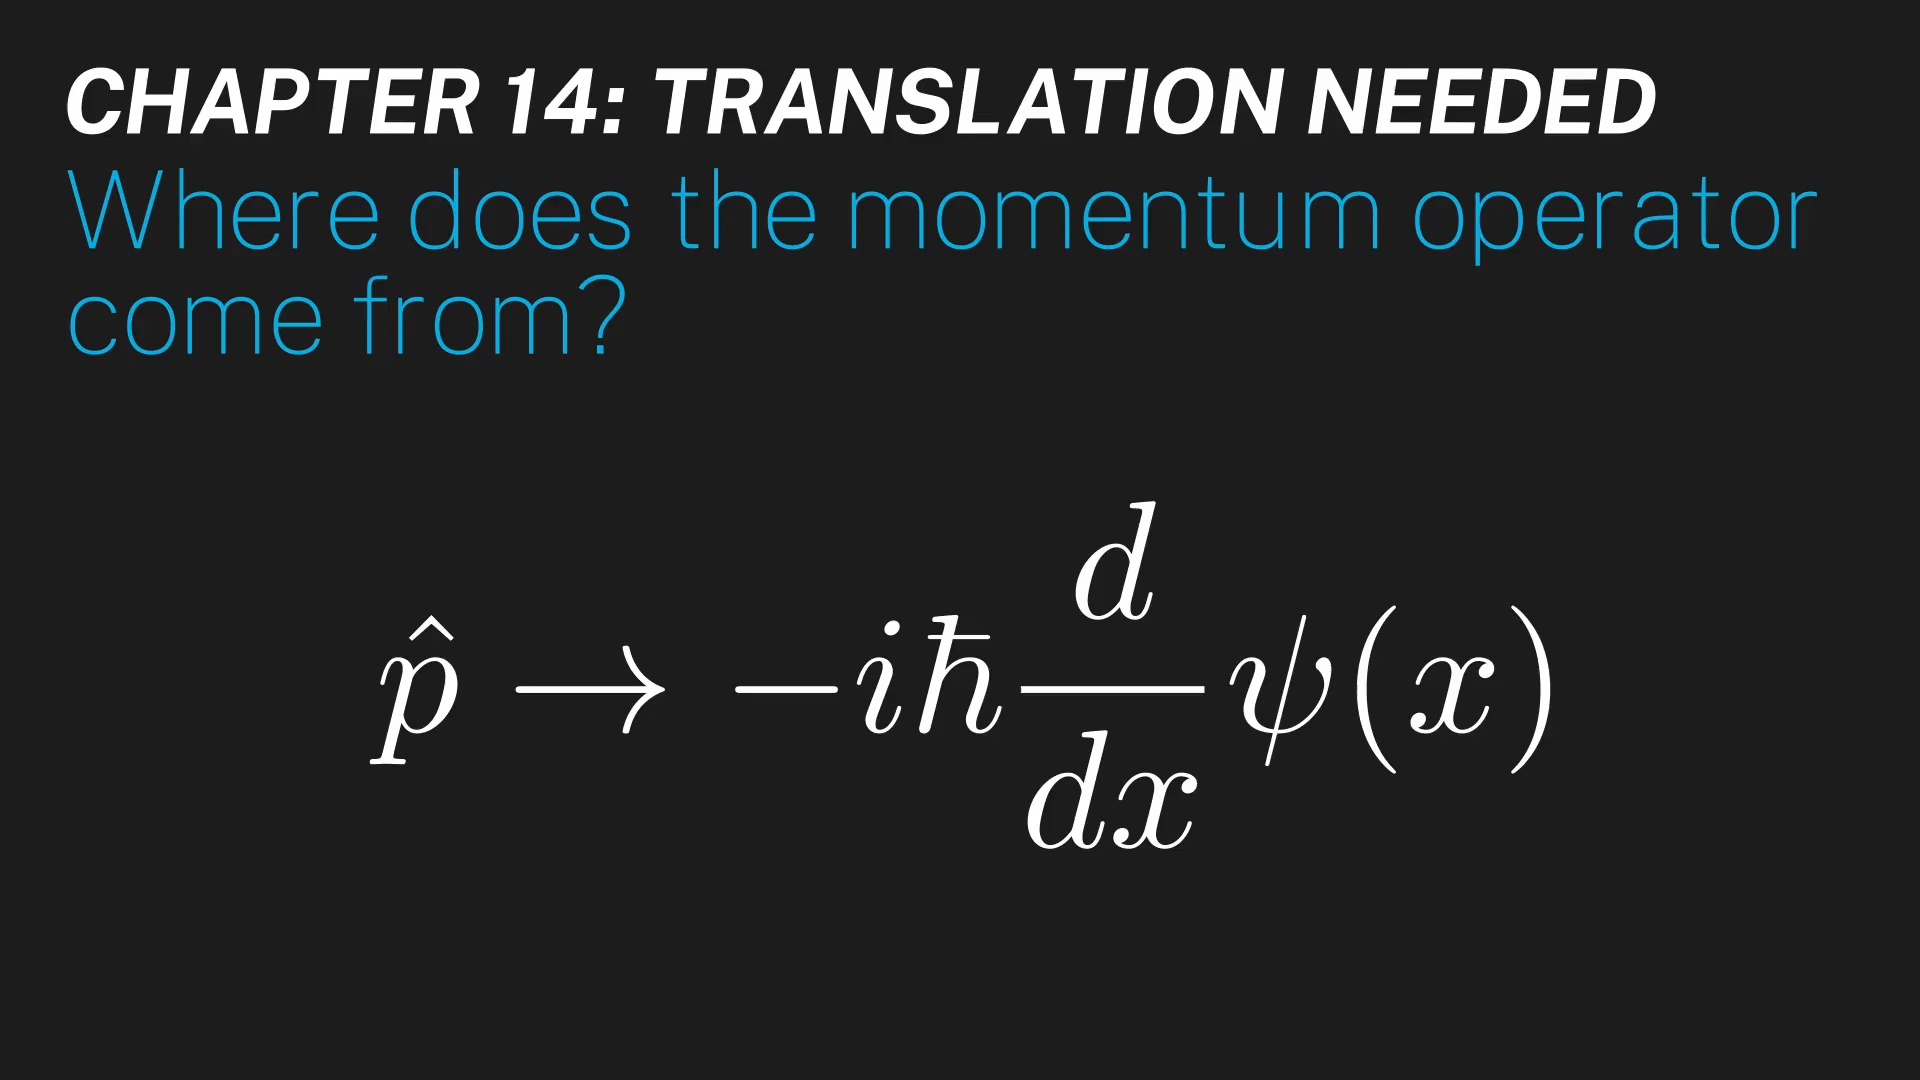 CHAPTER 14: TRANSLATION NEEDED
Where does the momentum operator
come from?
p̂ → −iħ d/dx ψ(x)